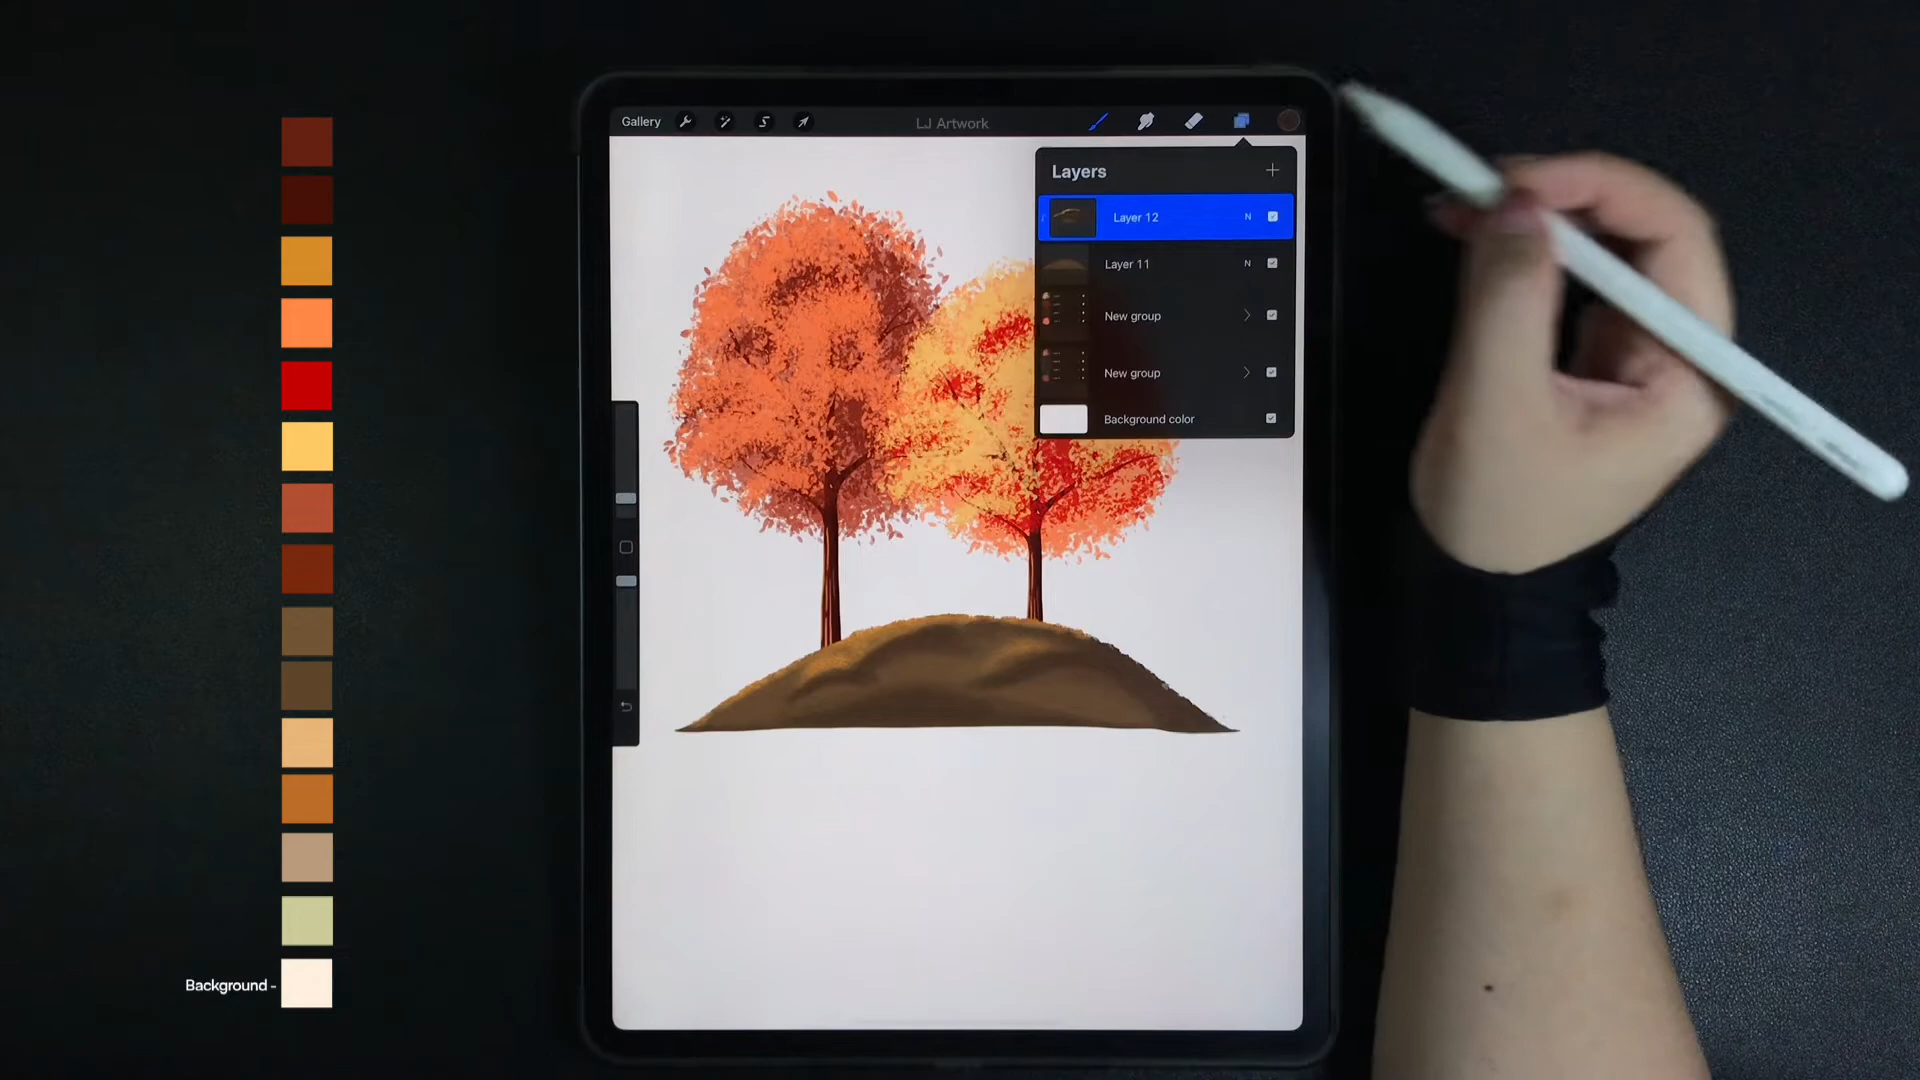 Gallery
LJ Artwork
Layers
Layer 12 N
Layer 11 N
New group
New group
Background color
Background -